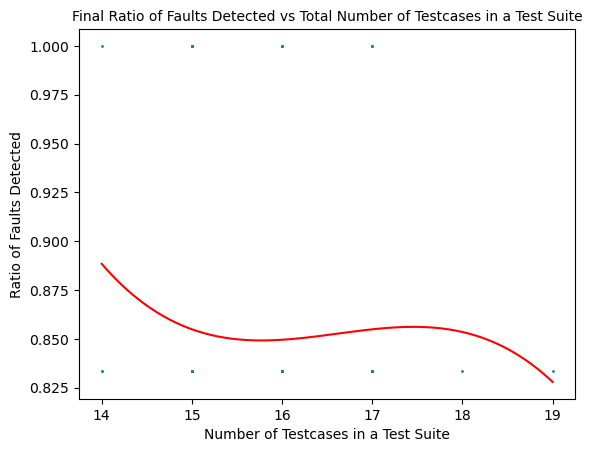 Final Ratio of Faults Detected vs Total Number of Testcases in a Test Suite
1.000
0.975
0.950
0.925
0.900
0.875
0.850
0.825
Ratio of Faults Detected
14 15 16 17 18 19
Number of Testcases in a Test Suite